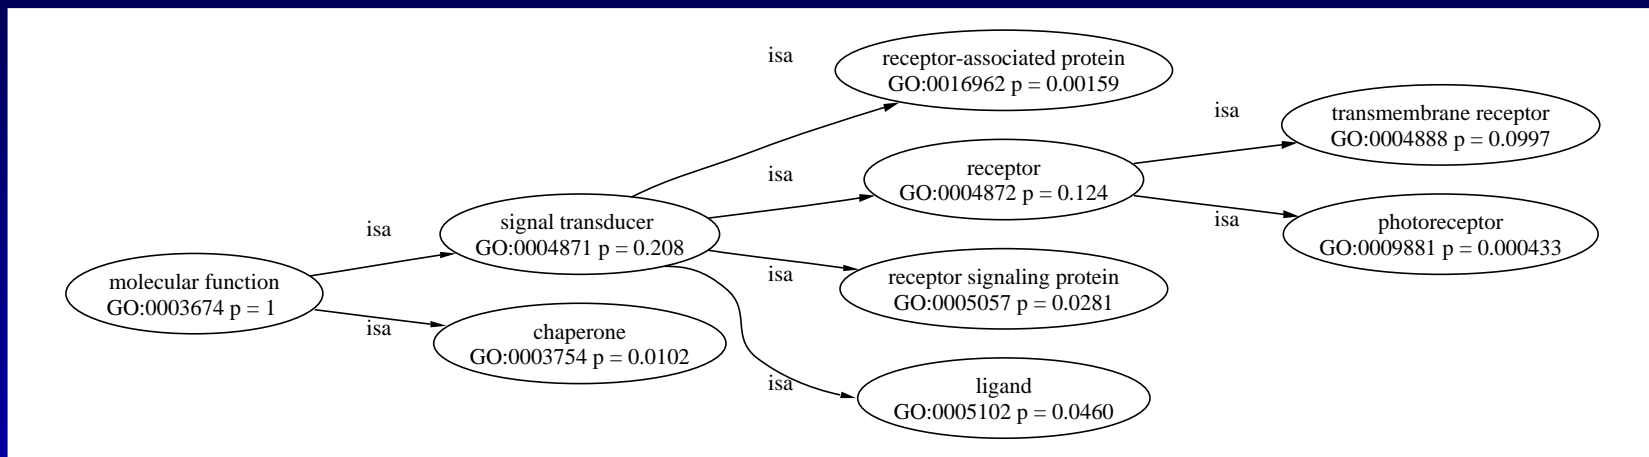 isa
receptor-associated protein
GO:0016962 p = 0.00159
isa
transmembrane receptor
GO:0004888 p = 0.0997
isa
receptor
GO:0004872 p = 0.124
isa
signal transducer
GO:0004871 p = 0.208
isa
photoreceptor
GO:0009881 p = 0.000433
molecular function
GO:0003674 p = 1
isa
receptor signaling protein
GO:0005057 p = 0.0281
isa
chaperone
GO:0003754 p = 0.0102
isa
ligand
GO:0005102 p = 0.0460